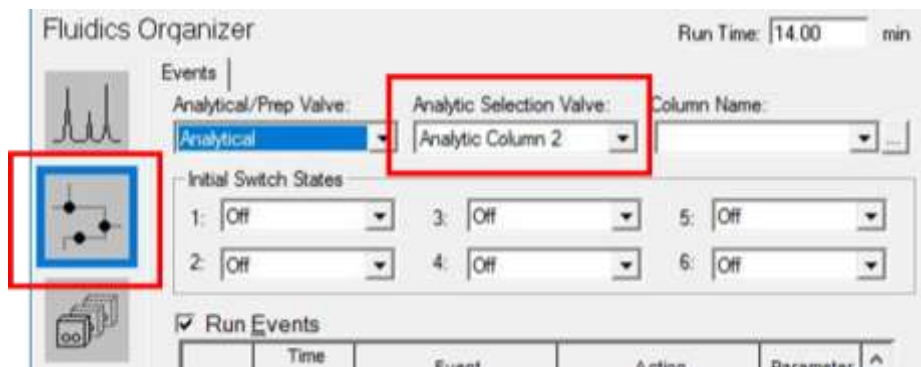 Fluidics Organizer
Run Time: 14.00 min
Events
Analytical/Prep Valve: Analytic Selection Valve: Column Name:
Analytical Analytic Column 2 ...
Initial Switch States
1: Off 3: Off 5: Off
2: Off 4: Off 6: Off
Run Events
Time Event Action Parameter